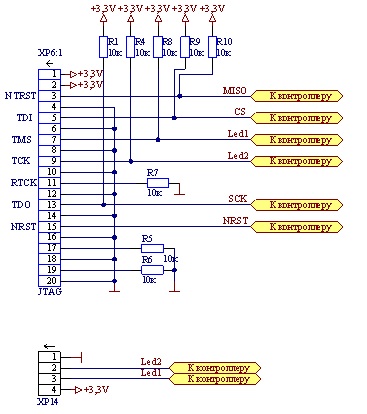 +3,3V +3,3V +3,3V +3,3V +3,3V
R1 R4 R8 R9 R10
10к 10к 10к 10к 10к
XP6:1
1 +3,3V
2 +3,3V
NTRST 3 MISO К контроллеру
4
TDI 5 CS К контроллеру
6
TMS 7 Led1 К контроллеру
8
TCK 9 Led2 К контроллеру
10
R7
RTCK 11
10к
12
TDO 13 SCK К контроллеру
14
NRST 15 NRST К контроллеру
16
R5
17
10к
18
R6
19
10к
20
JTAG
1
2 Led2 К контроллеру
3 Led1 К контроллеру
4 +3,3V
XP14